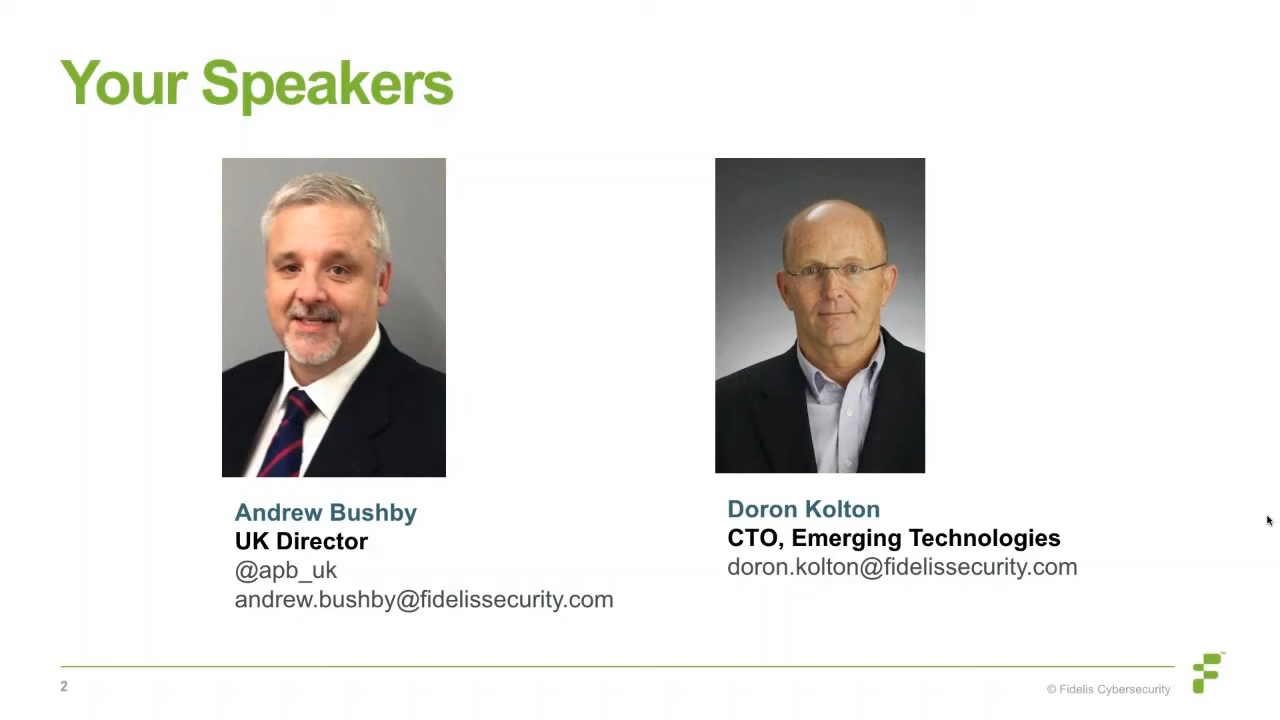 Your Speakers
Andrew Bushby
UK Director
@apb_uk
andrew.bushby@fidelissecurity.com
Doron Kolton
CTO, Emerging Technologies
doron.kolton@fidelissecurity.com
2
© Fidelis Cybersecurity
™